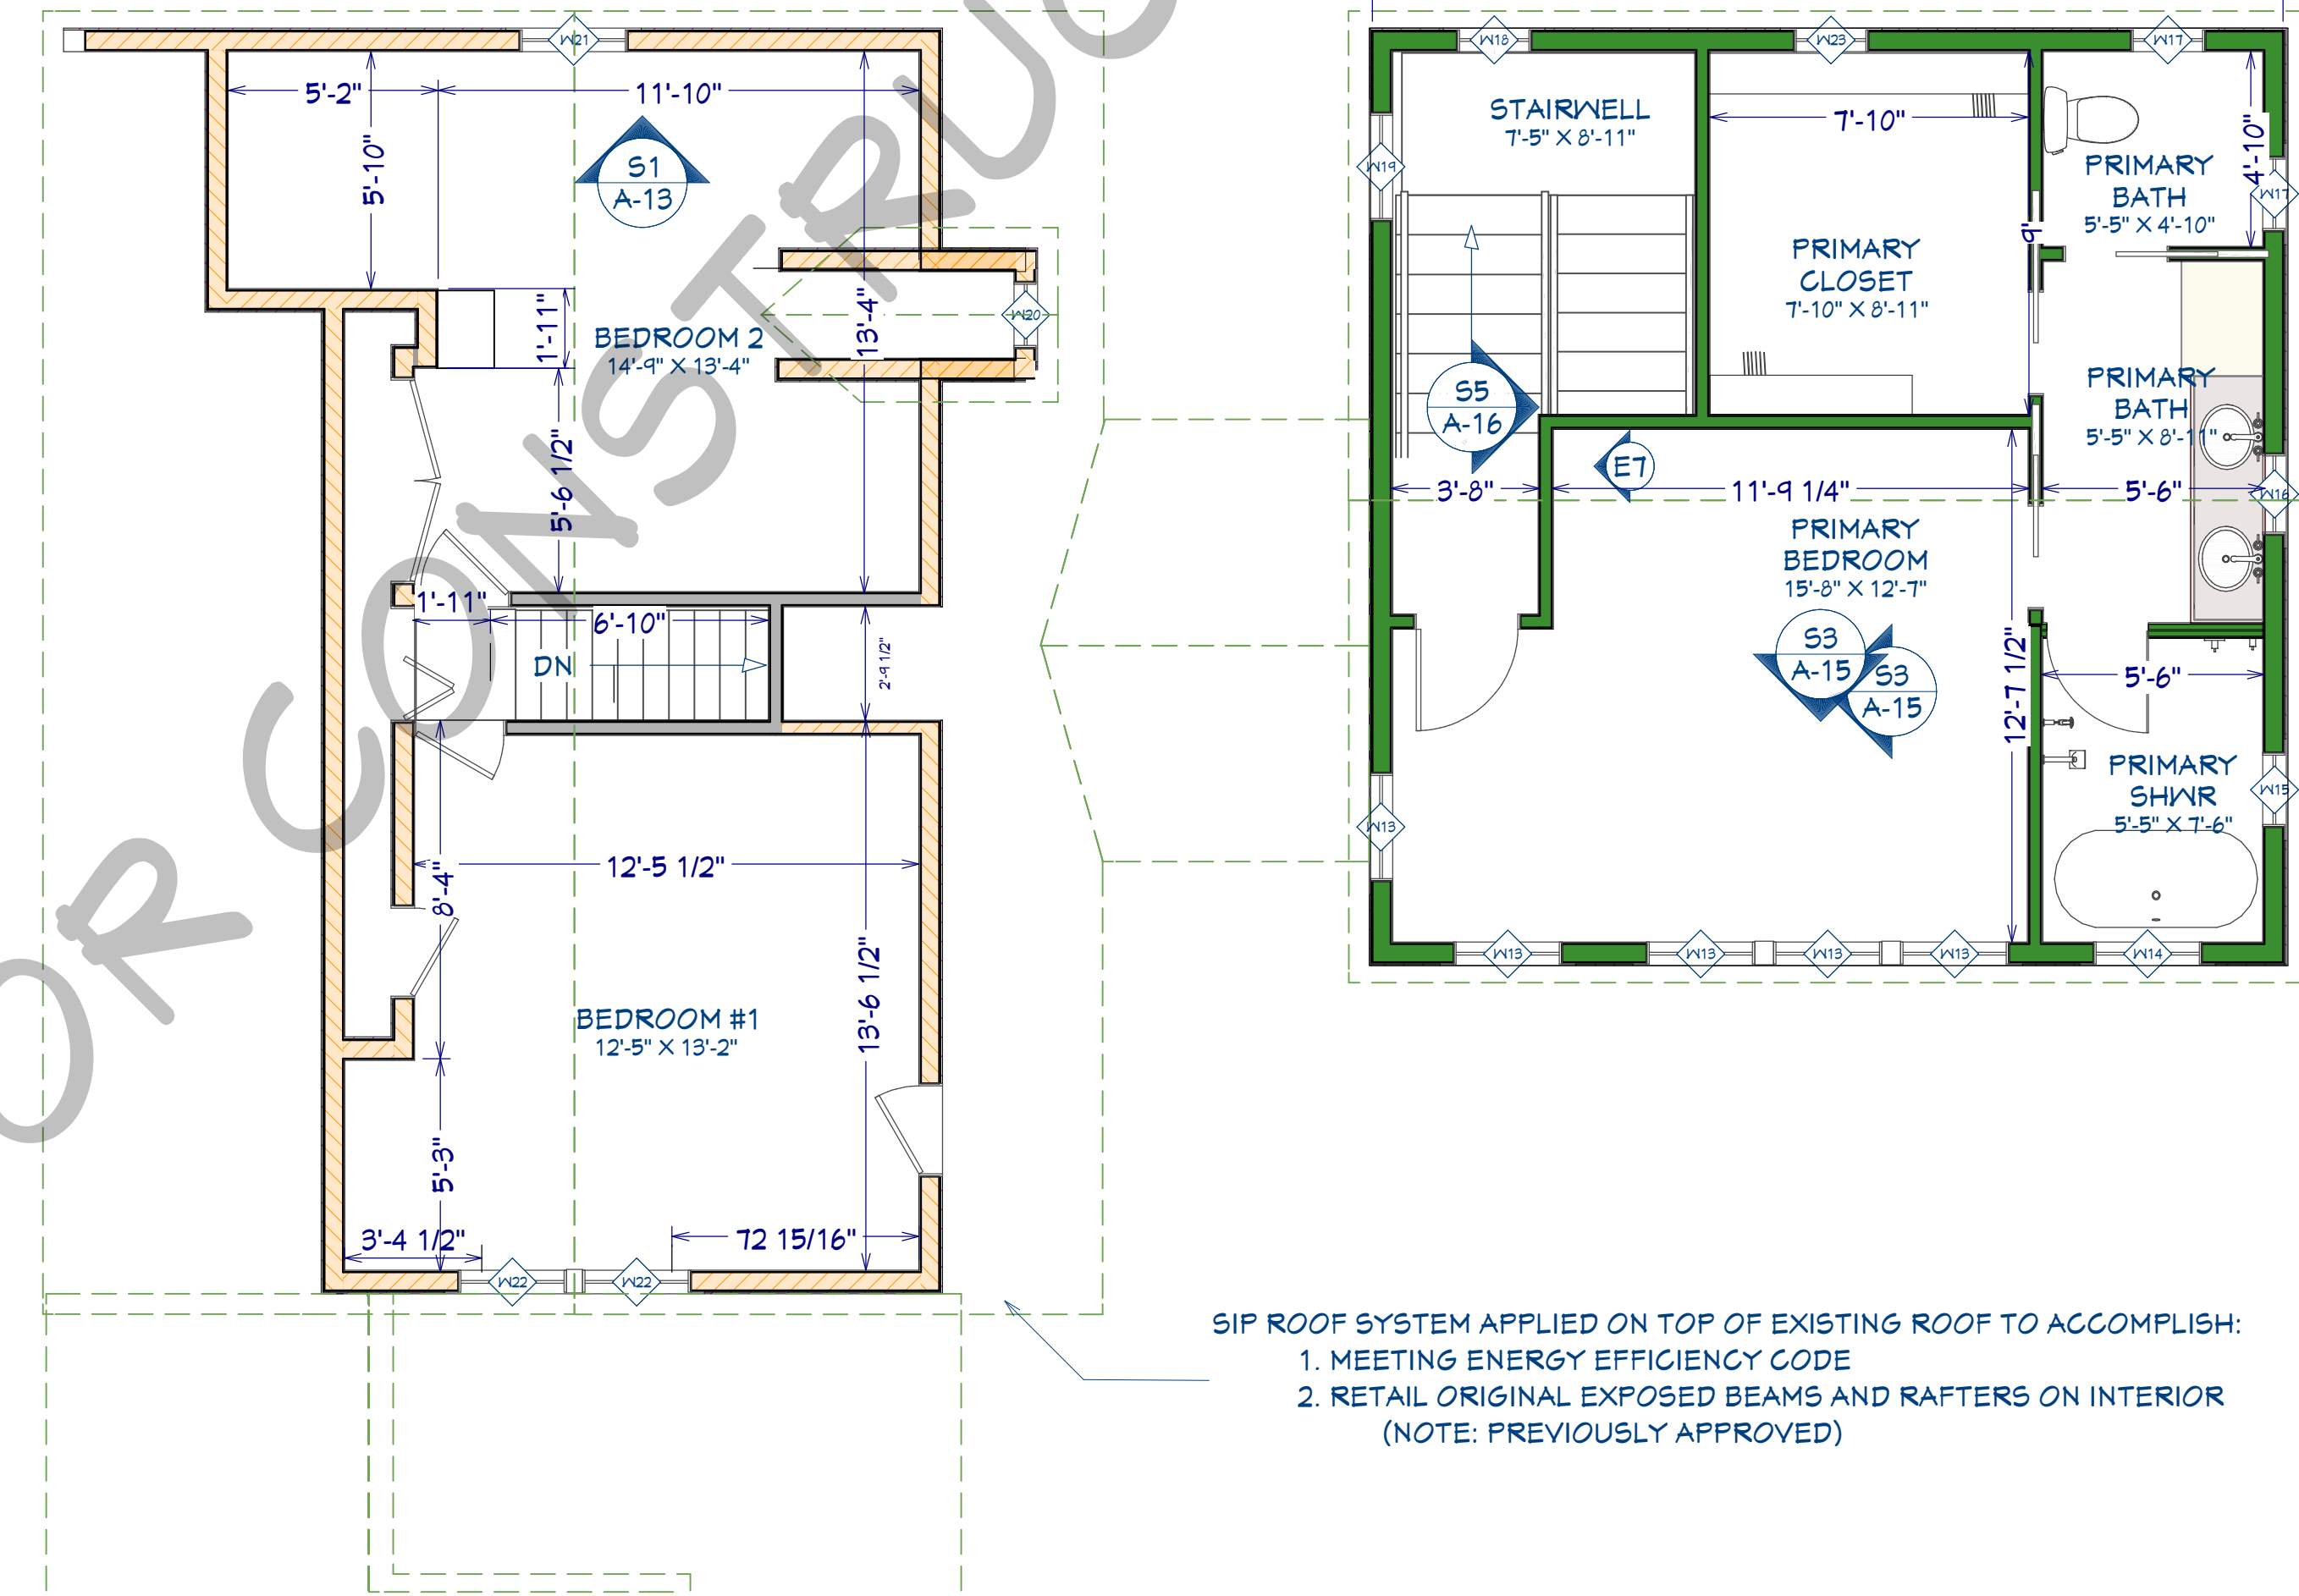 OR CONSTRUC
W21
5'-2"
11'-10"
5'-10"
S1
A-13
13'-4"
1'-11"
BEDROOM 2
14'-9" X 13'-4"
W20
5'-6 1/2"
1'-11"
6'-10"
DN
2'-9 1/2"
12'-5 1/2"
8'-4"
13'-6 1/2"
BEDROOM #1
12'-5" X 13'-2"
5'-3"
3'-4 1/2"
72 15/16"
W22
W22
W18
W23
W17
STAIRWELL
7'-5" X 8'-11"
7'-10"
4'-10"
W19
PRIMARY
BATH
5'-5" X 4'-10"
W17
9'
PRIMARY
CLOSET
7'-10" X 8'-11"
S5
A-16
PRIMARY
BATH
5'-5" X 8'-11"
E7
3'-8"
11'-9 1/4"
5'-6"
W16
PRIMARY
BEDROOM
15'-8" X 12'-7"
S3
A-15
S3
A-15
12'-7 1/2"
5'-6"
PRIMARY
SHWR
5'-5" X 7'-6"
W15
W13
W13
W13
W13
W13
W14
SIP ROOF SYSTEM APPLIED ON TOP OF EXISTING ROOF TO ACCOMPLISH:
1. MEETING ENERGY EFFICIENCY CODE
2. RETAIL ORIGINAL EXPOSED BEAMS AND RAFTERS ON INTERIOR
(NOTE: PREVIOUSLY APPROVED)